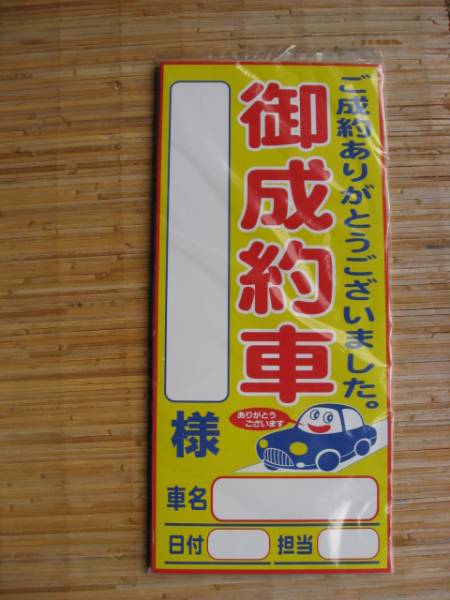 ご成約ありがとうございました。
御成約車
様
ありがとう
ございます
車名
日付 担当